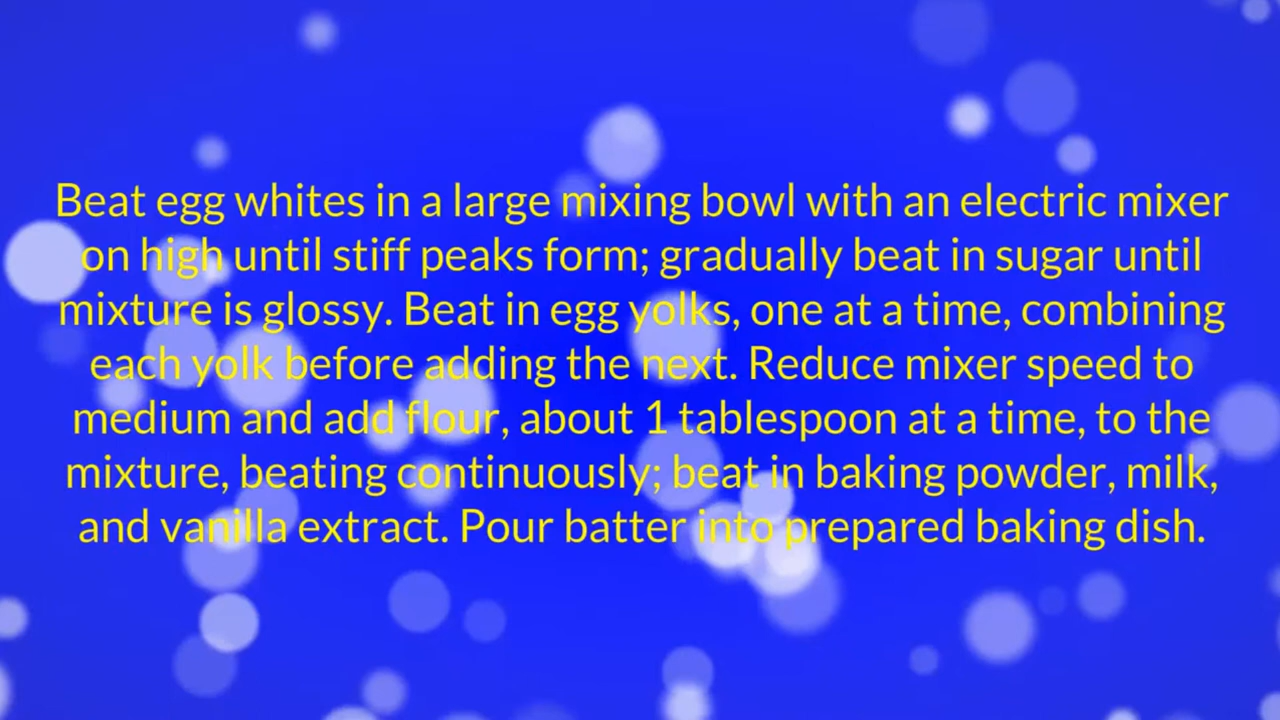 Beat egg whites in a large mixing bowl with an electric mixer
on high until stiff peaks form; gradually beat in sugar until
mixture is glossy. Beat in egg yolks, one at a time, combining
each yolk before adding the next. Reduce mixer speed to
medium and add flour, about 1 tablespoon at a time, to the
mixture, beating continuously; beat in baking powder, milk,
and vanilla extract. Pour batter into prepared baking dish.